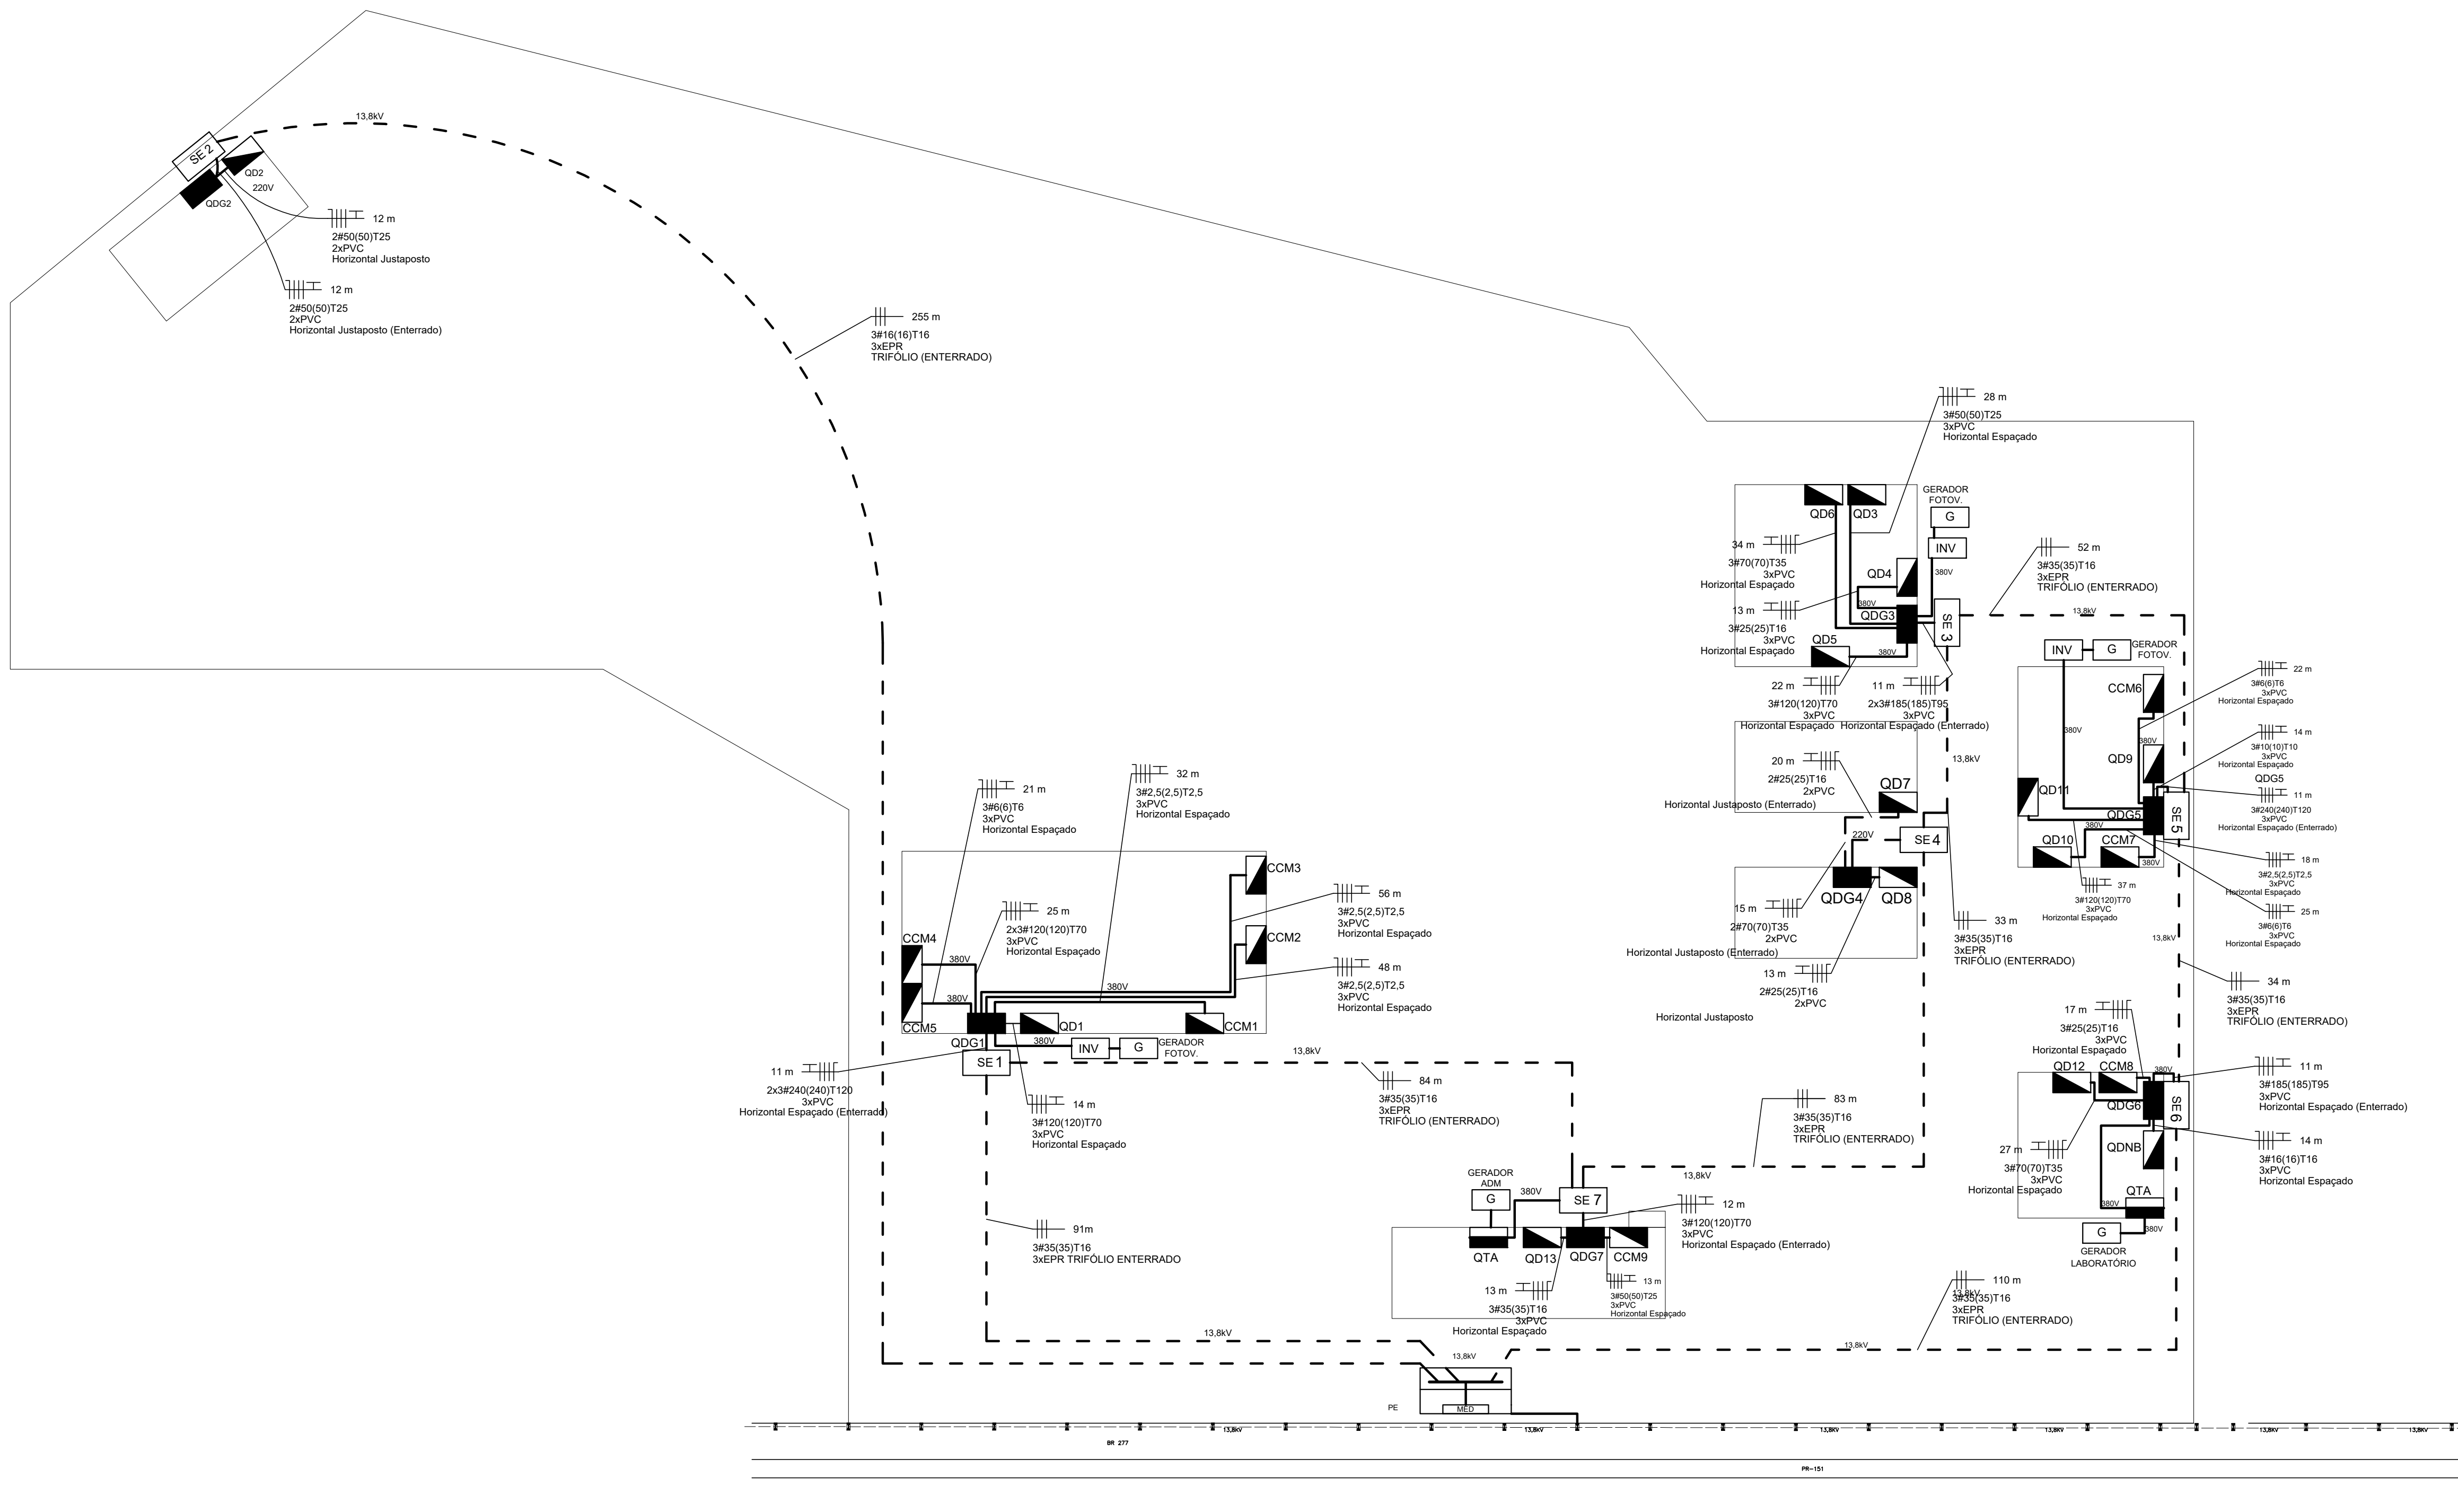 13,8kV
SE 2
QD2
220V
QDG2
12 m
2#50(50)T25
2xPVC
Horizontal Justaposto
12 m
2#50(50)T25
2xPVC
Horizontal Justaposto (Enterrado)
255 m
3#16(16)T16
3xEPR
TRIFÓLIO (ENTERRADO)
28 m
3#50(50)T25
3xPVC
Horizontal Espaçado
QD6
QD3
GERADOR
FOTOV.
G
INV
380V
34 m
3#70(70)T35
3xPVC
Horizontal Espaçado
QD4
380V
QDG3
SE 3
13 m
3#25(25)T16
3xPVC
Horizontal Espaçado
QD5
380V
22 m
3#120(120)T70
3xPVC
Horizontal Espaçado
11 m
2x3#185(185)T95
3xPVC
Horizontal Espaçado (Enterrado)
52 m
3#35(35)T16
3xEPR
TRIFÓLIO (ENTERRADO)
13,8kV
INV
G
GERADOR
FOTOV.
CCM6
380V
380V
QD9
QD11
QDG5
SE 5
380V
QD10
CCM7
380V
22 m
3#6(6)T6
3xPVC
Horizontal Espaçado
14 m
3#10(10)T10
3xPVC
Horizontal Espaçado
QDG5
11 m
3#240(240)T120
3xPVC
Horizontal Espaçado (Enterrado)
18 m
3#2,5(2,5)T2,5
3xPVC
Horizontal Espaçado
25 m
3#6(6)T6
3xPVC
Horizontal Espaçado
37 m
3#120(120)T70
3xPVC
Horizontal Espaçado
13,8kV
20 m
2#25(25)T16
2xPVC
Horizontal Justaposto (Enterrado)
QD7
220V
SE 4
QDG4
QD8
15 m
2#70(70)T35
2xPVC
Horizontal Justaposto (Enterrado)
13 m
2#25(25)T16
2xPVC
Horizontal Justaposto
33 m
3#35(35)T16
3xEPR
TRIFÓLIO (ENTERRADO)
13,8kV
34 m
3#35(35)T16
3xEPR
TRIFÓLIO (ENTERRADO)
21 m
3#6(6)T6
3xPVC
Horizontal Espaçado
32 m
3#2,5(2,5)T2,5
3xPVC
Horizontal Espaçado
25 m
2x3#120(120)T70
3xPVC
Horizontal Espaçado
CCM3
56 m
3#2,5(2,5)T2,5
3xPVC
Horizontal Espaçado
CCM2
48 m
3#2,5(2,5)T2,5
3xPVC
Horizontal Espaçado
CCM4
380V
380V
380V
CCM5
QDG1
QD1
CCM1
380V
INV
G
GERADOR
FOTOV.
SE 1
13,8kV
11 m
2x3#240(240)T120
3xPVC
Horizontal Espaçado (Enterrado)
14 m
3#120(120)T70
3xPVC
Horizontal Espaçado
84 m
3#35(35)T16
3xEPR
TRIFÓLIO (ENTERRADO)
83 m
3#35(35)T16
3xEPR
TRIFÓLIO (ENTERRADO)
17 m
3#25(25)T16
3xPVC
Horizontal Espaçado
QD12
CCM8
380V
QDG6
SE 6
QDNB
QTA
380V
380V
G
GERADOR
LABORATÓRIO
11 m
3#185(185)T95
3xPVC
Horizontal Espaçado (Enterrado)
14 m
3#16(16)T16
3xPVC
Horizontal Espaçado
27 m
3#70(70)T35
3xPVC
Horizontal Espaçado
91m
3#35(35)T16
3xEPR TRIFÓLIO ENTERRADO
GERADOR
ADM
G
380V
SE 7
13,8kV
12 m
3#120(120)T70
3xPVC
Horizontal Espaçado (Enterrado)
QTA
QD13
QDG7
CCM9
13 m
3#35(35)T16
3xPVC
Horizontal Espaçado
13 m
3#50(50)T25
3xPVC
Horizontal Espaçado
110 m
13,8kV
3#35(35)T16
3xEPR
TRIFÓLIO (ENTERRADO)
13,8kV
13,8kV
13,8kV
PE
MED
13,8KV
13,8KV
13,8KV
13,8KV
13,8KV
13,8KV
BR 277
PR-151